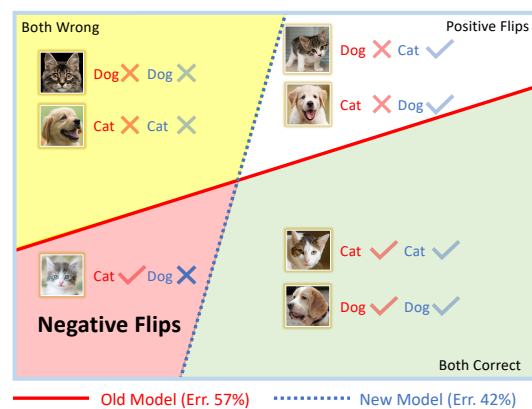 Both Wrong
Dog Dog
Cat Cat
Positive Flips
Dog Cat
Cat Dog
Cat Dog
Negative Flips
Cat Cat
Dog Dog
Both Correct
Old Model (Err. 57%)
New Model (Err. 42%)